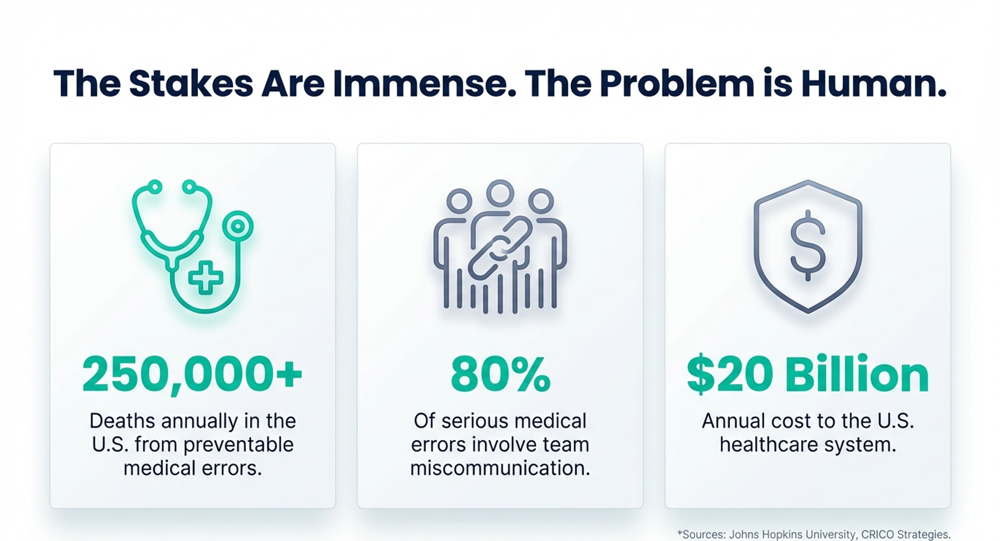 The Stakes Are Immense. The Problem is Human.
250,000+
Deaths annually in the
U.S. from preventable
medical errors.
80%
Of serious medical
errors involve team
miscommunication.
$20 Billion
Annual cost to the U.S.
healthcare system.
*Sources: Johns Hopkins University, CRICO Strategies.